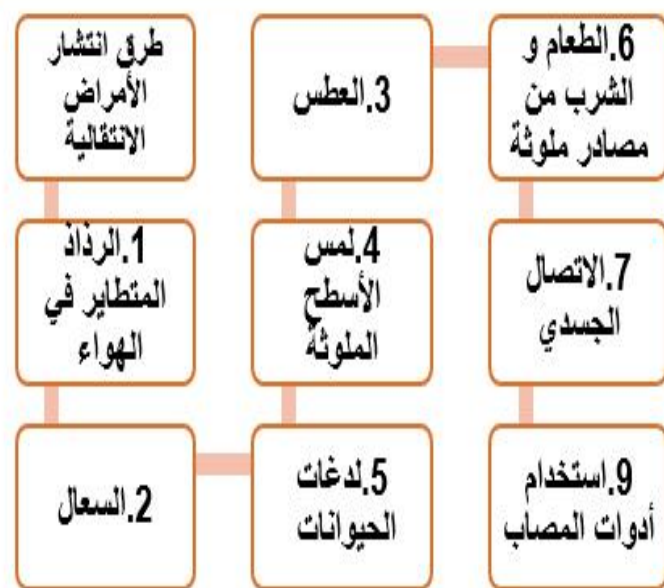 طرق انتشار
الأمراض
الانتقالية
1.الرذاذ
المتطاير في
الهواء
2.السعال
3.العطس
4.لمس
الأسطح
الملوثة
5.لدغات
الحيوانات
6.الطعام و
الشرب من
مصادر ملوثة
7.الاتصال
الجسدي
9.استخدام
أدوات المصاب